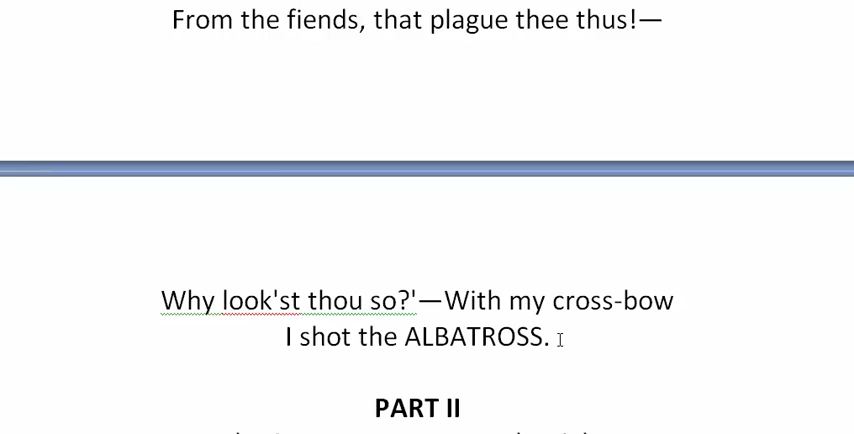 From the fiends, that plague thee thus!—
Why look'st thou so?'—With my cross-bow
I shot the ALBATROSS.
PART II